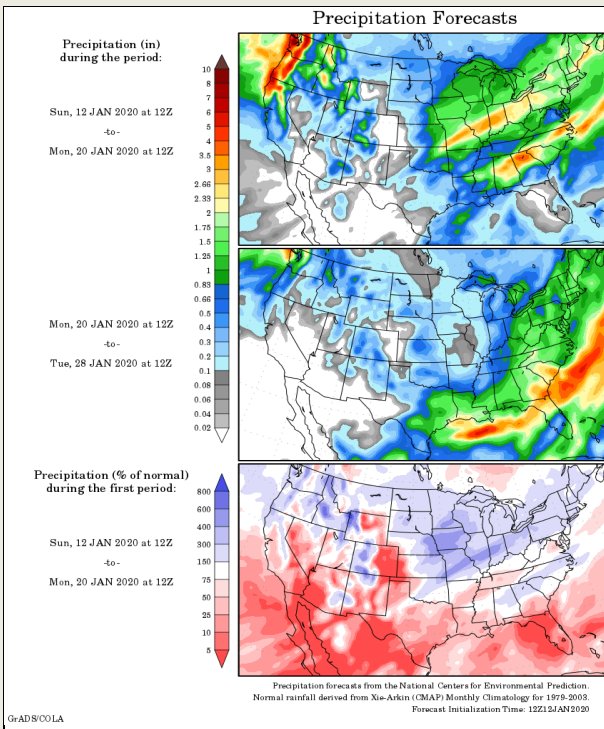 Precipitation Forecasts
Precipitation (in)
during the period:
Sun, 12 JAN 2020 at 12Z
-to-
Mon, 20 JAN 2020 at 12Z
10
8
7
6
5
4
3.5
3
2.66
2.33
2
1.75
1.5
1.25
1
0.83
0.66
0.5
0.4
0.3
0.2
0.1
0.08
0.06
0.04
0.02
Mon, 20 JAN 2020 at 12Z
-to-
Tue, 28 JAN 2020 at 12Z
Precipitation (% of normal)
during the first period:
Sun, 12 JAN 2020 at 12Z
-to-
Mon, 20 JAN 2020 at 12Z
800
600
400
300
150
75
50
25
10
5
Precipitation forecasts from the National Centers for Environmental Prediction.
Normal rainfall derived from Xie-Arkin (CMAP) Monthly Climatology for 1979-2003.
Forecast Initialization Time: 12Z12JAN2020
GrADS/COLA